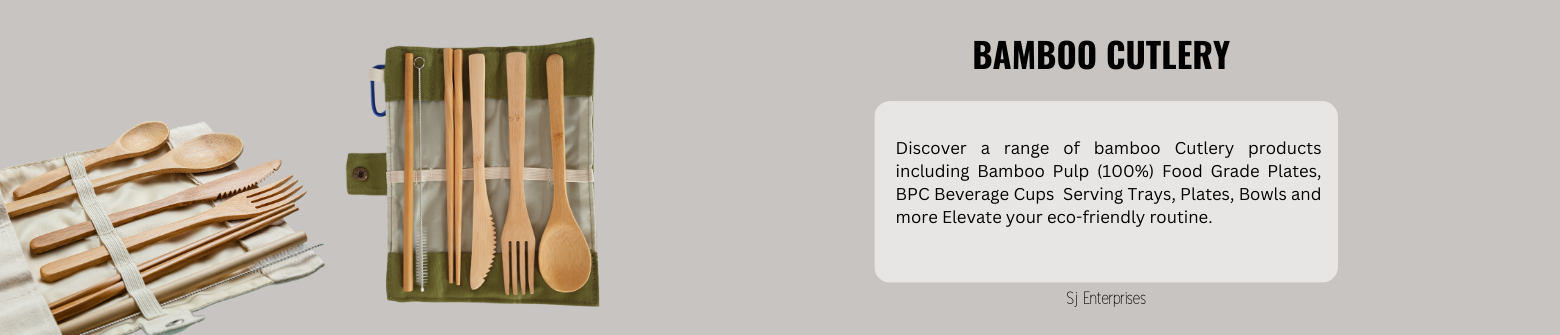 BAMBOO CUTLERY
Discover a range of bamboo Cutlery products
including Bamboo Pulp (100%) Food Grade Plates,
BPC Beverage Cups  Serving Trays, Plates, Bowls and
more Elevate your eco-friendly routine.
Sj Enterprises